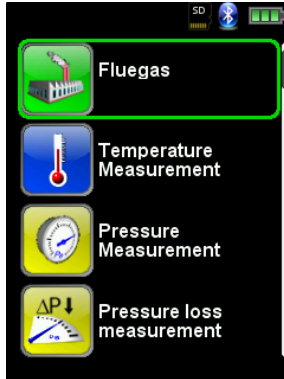 SD
Fluegas
Temperature
Measurement
Pressure
Measurement
ΔP↓
Pressure loss
measurement